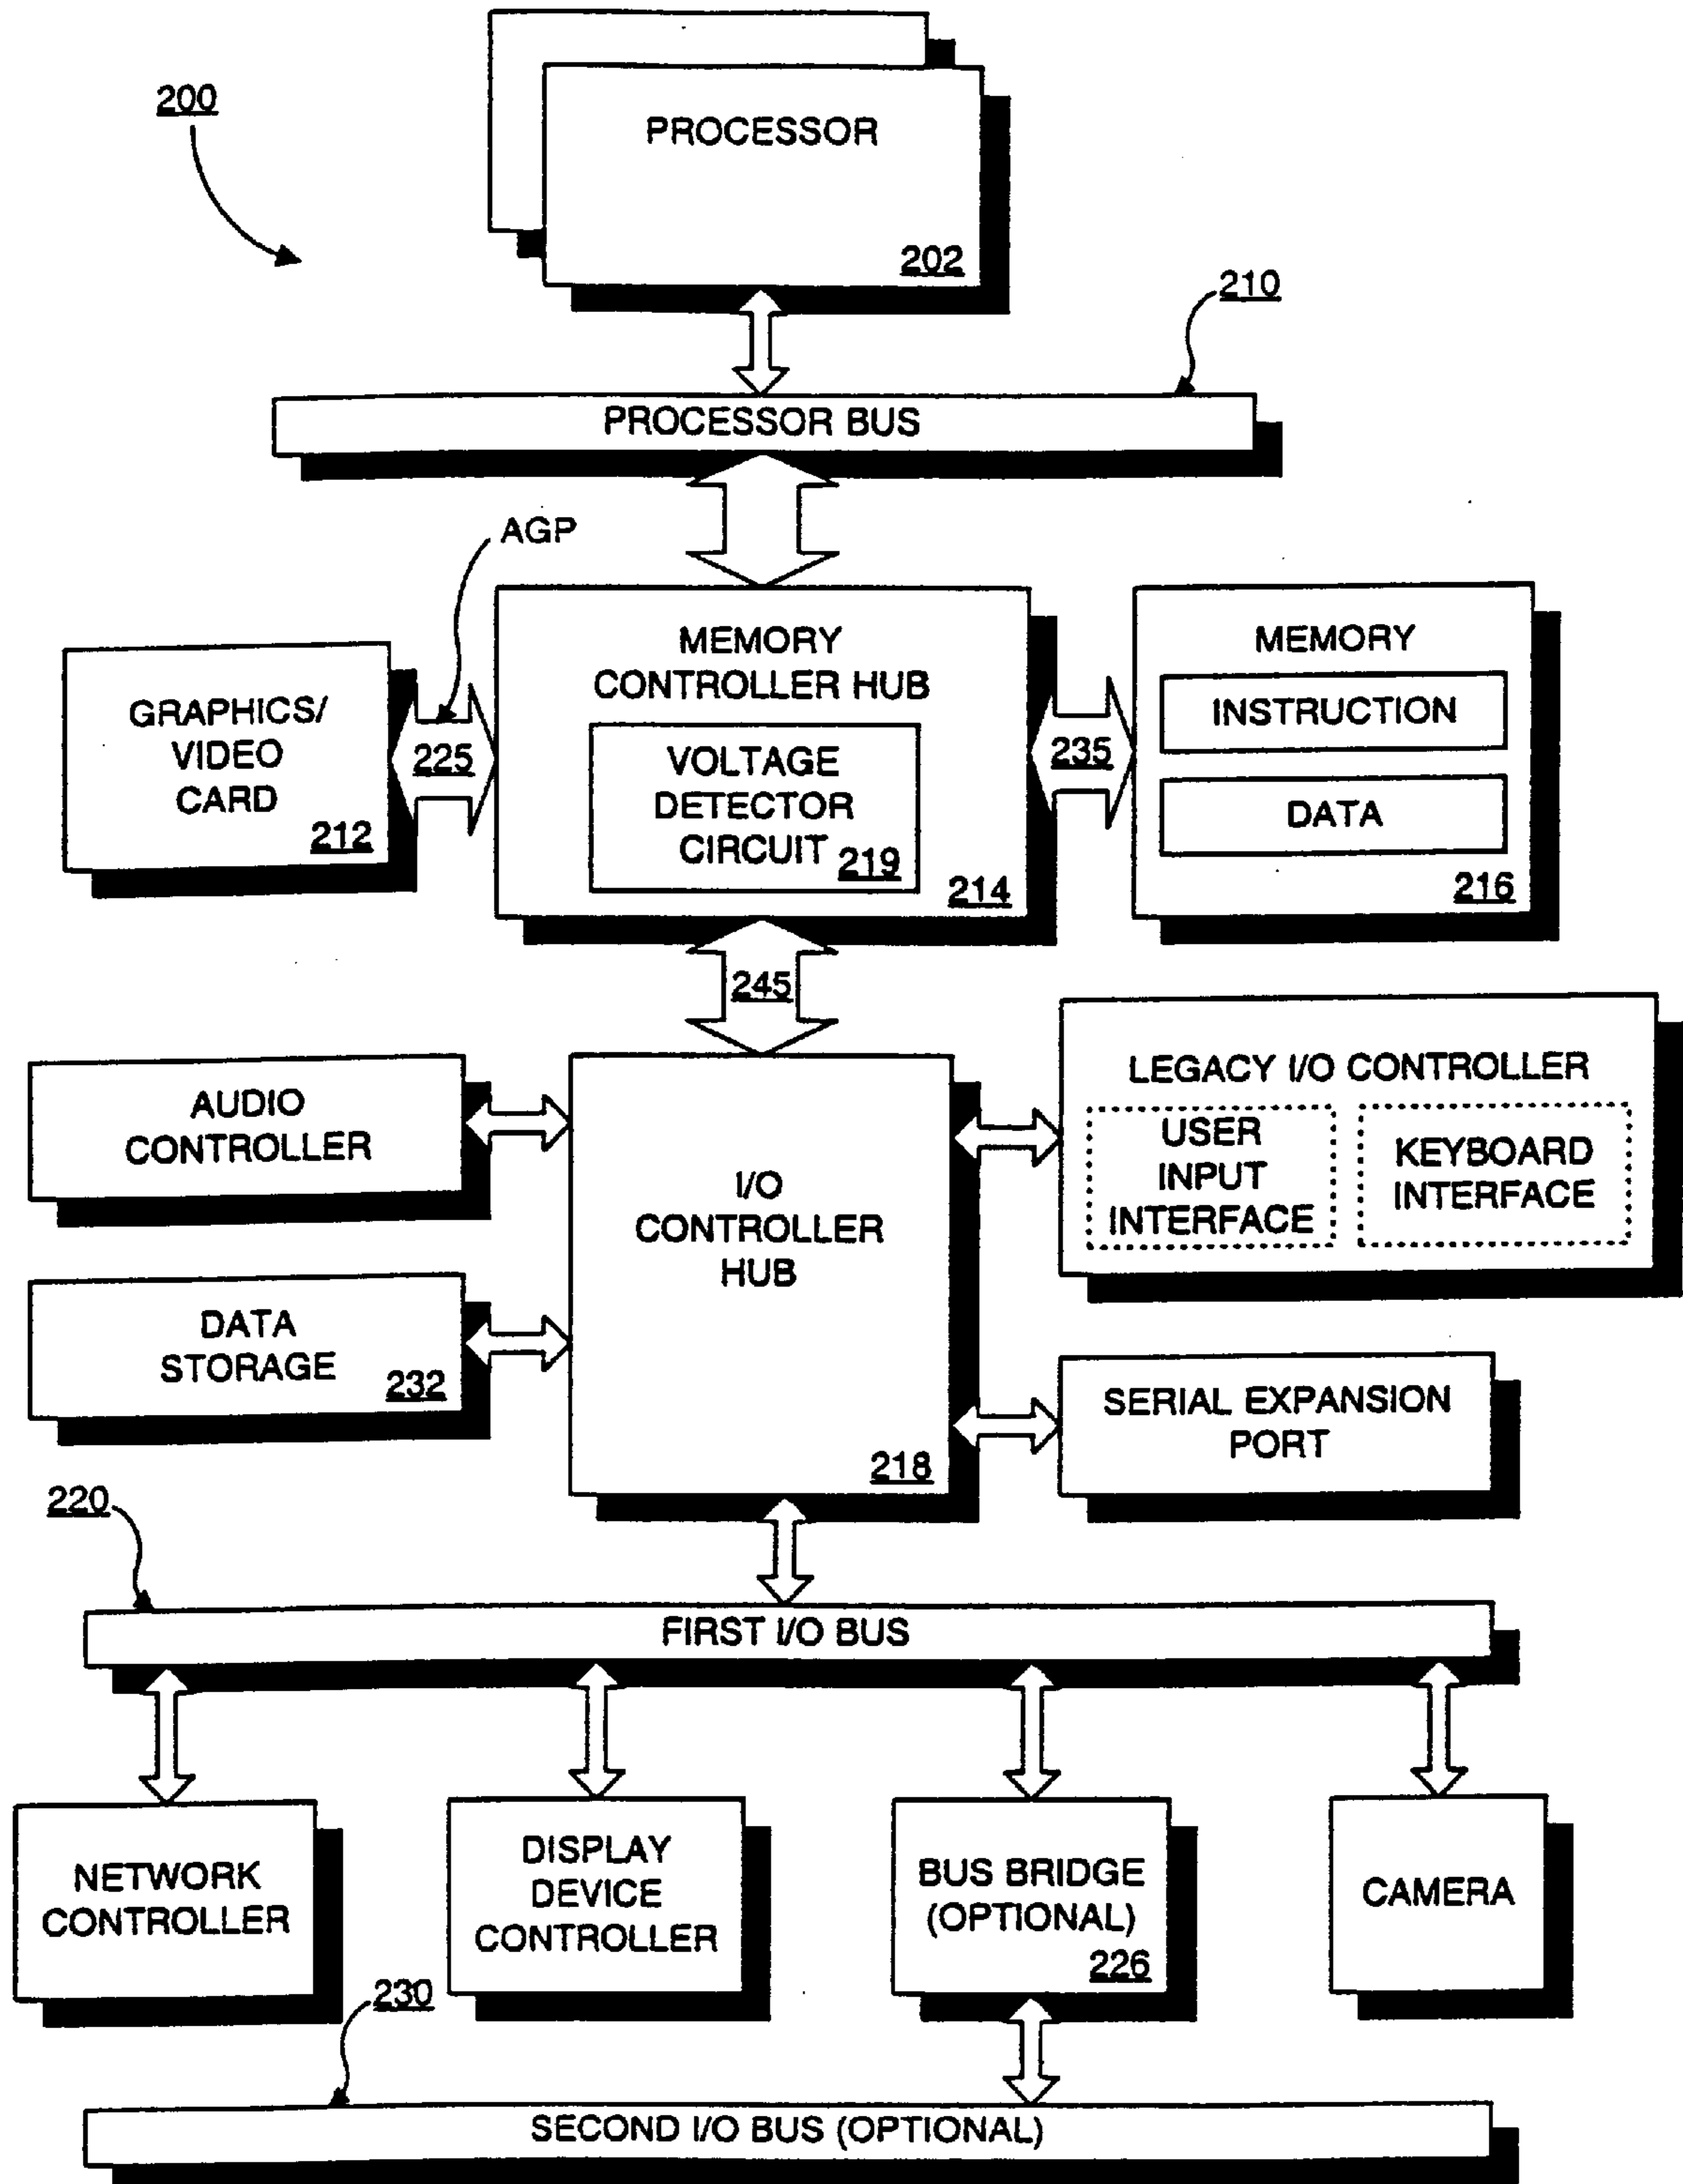 200
PROCESSOR
202
210
PROCESSOR BUS
AGP
GRAPHICS/
VIDEO
CARD
212
225
MEMORY
CONTROLLER HUB
VOLTAGE
DETECTOR
CIRCUIT
219
214
235
MEMORY
INSTRUCTION
DATA
216
245
AUDIO
CONTROLLER
DATA
STORAGE
232
I/O
CONTROLLER
HUB
218
LEGACY I/O CONTROLLER
USER
INPUT
INTERFACE
KEYBOARD
INTERFACE
SERIAL EXPANSION
PORT
220
FIRST I/O BUS
NETWORK
CONTROLLER
DISPLAY
DEVICE
CONTROLLER
BUS BRIDGE
(OPTIONAL)
226
CAMERA
230
SECOND I/O BUS (OPTIONAL)